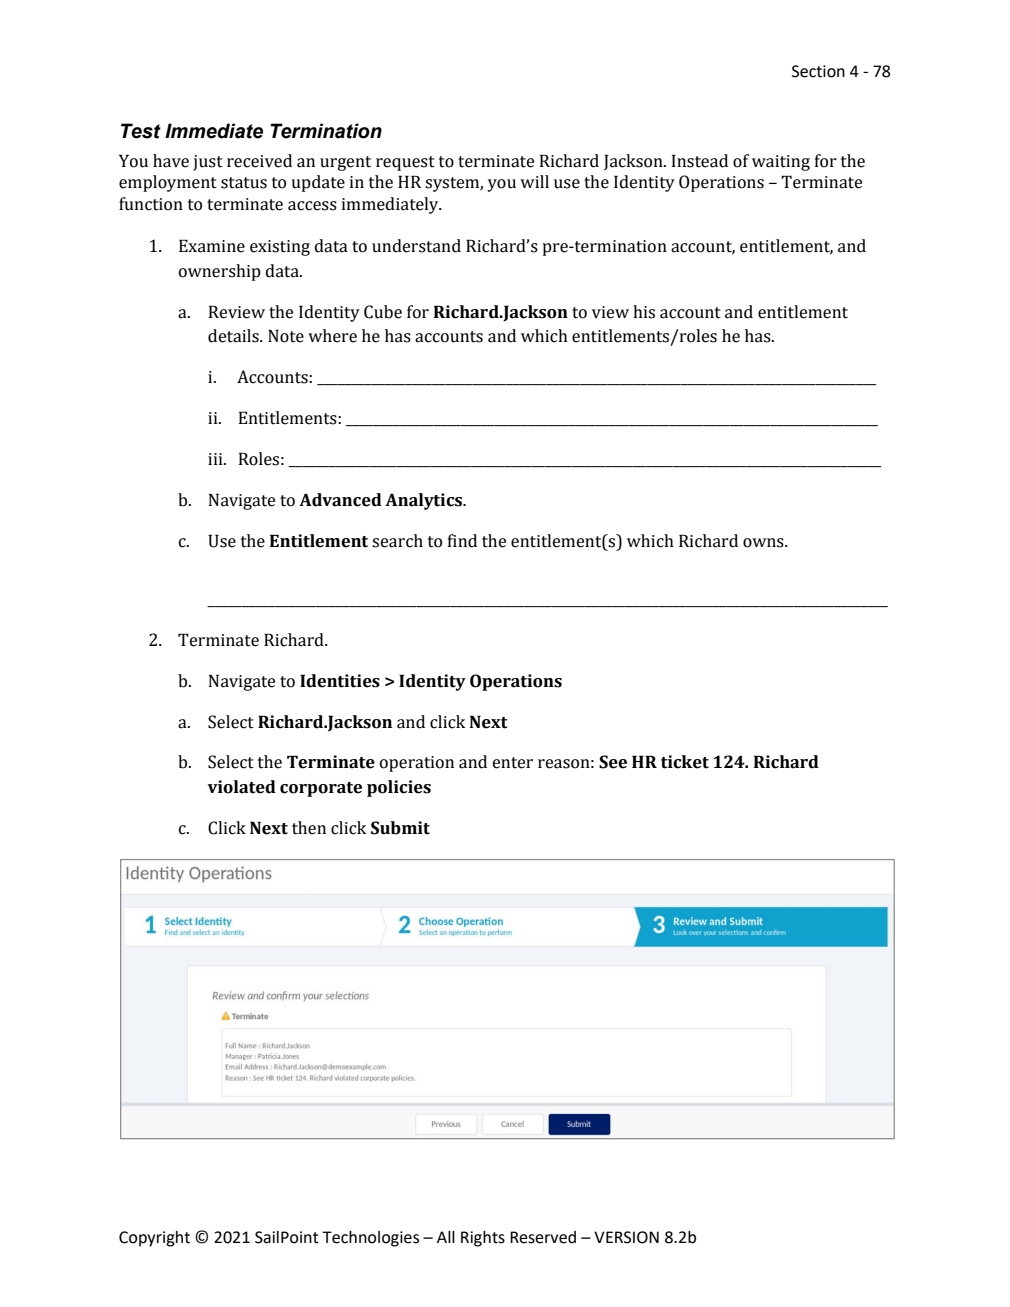 Section 4 - 78
Test Immediate Termination
You have just received an urgent request to terminate Richard Jackson. Instead of waiting for the
employment status to update in the HR system, you will use the Identity Operations – Terminate
function to terminate access immediately.
1. Examine existing data to understand Richard’s pre-termination account, entitlement, and
ownership data.
a. Review the Identity Cube for Richard.Jackson to view his account and entitlement
details. Note where he has accounts and which entitlements/roles he has.
i. Accounts: ______________________________________________
ii. Entitlements: ______________________________________________
iii. Roles: ______________________________________________
b. Navigate to Advanced Analytics.
c. Use the Entitlement search to find the entitlement(s) which Richard owns.
______________________________________________
2. Terminate Richard.
b. Navigate to Identities > Identity Operations
a. Select Richard.Jackson and click Next
b. Select the Terminate operation and enter reason: See HR ticket 124. Richard
violated corporate policies
c. Click Next then click Submit
Identity Operations
1 Select Identity
Find and select an identity
2 Choose Operation
Select an operation to perform
3 Review and Submit
Look over your selections and confirm
Review and confirm your selections
Terminate
Full Name : Richard.Jackson
Manager : Patricia.Jones
Email Address : Richard.Jackson@demoexample.com
Reason : See HR ticket 124. Richard violated corporate policies.
Previous Cancel Submit
Copyright © 2021 SailPoint Technologies – All Rights Reserved – VERSION 8.2b